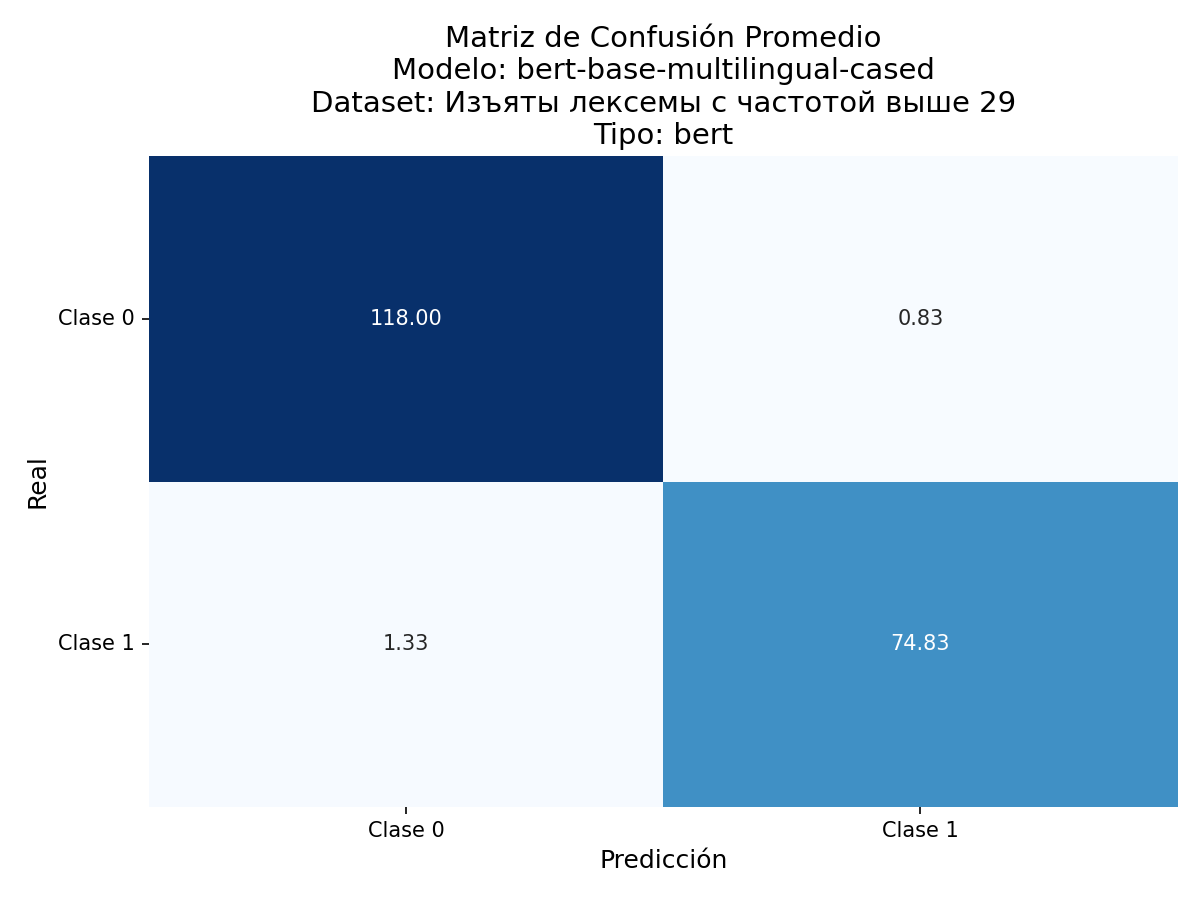 Matriz de Confusión Promedio
Modelo: bert-base-multilingual-cased
Dataset: Изъяты лексемы с частотой выше 29
Tipo: bert
Clase 0
118.00
0.83
Real
Clase 1
1.33
74.83
Clase 0
Clase 1
Predicción